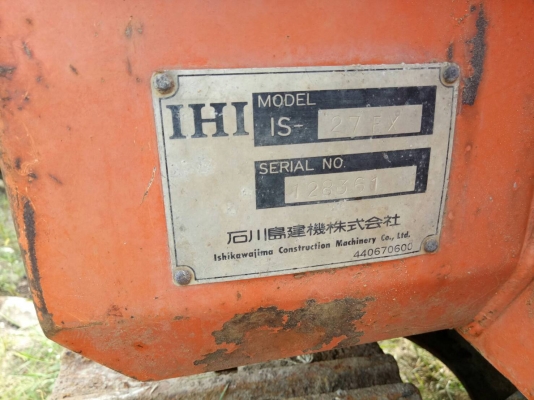 IHI
MODEL
IS-
SERIAL NO.
石川島建機株式会社
Ishikawajima Construction Machinery Co., Ltd.
440670600